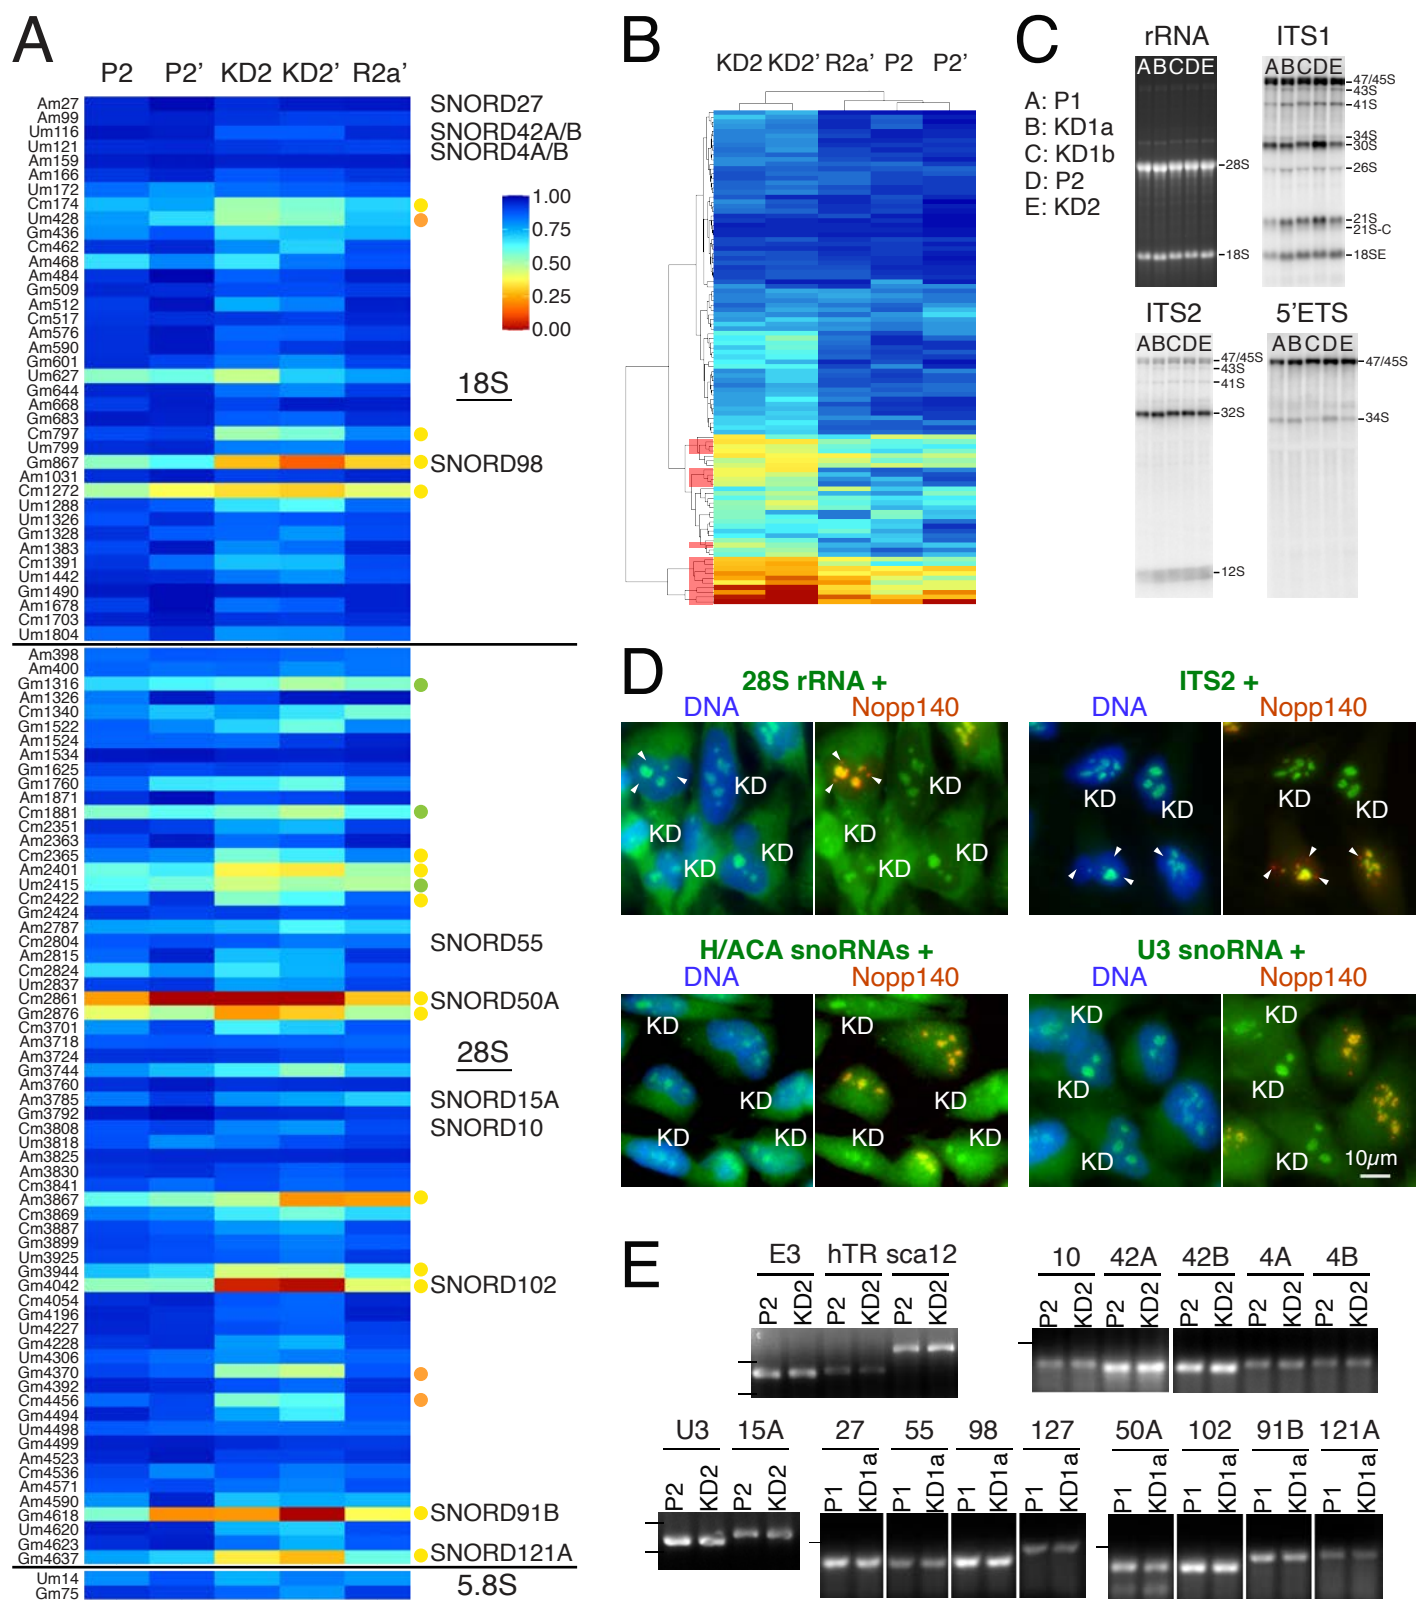 A
P2 P2' KD2 KD2' R2a'
Am27
Am99
Um116
Um121
Am159
Am166
Um172
Cm174
Um428
Gm436
Cm462
Am468
Am484
Gm509
Am512
Cm517
Am576
Am590
Gm601
Um627
Gm644
Am668
Gm683
Cm797
Um799
Gm867
Am1031
Cm1272
Um1288
Um1326
Gm1328
Am1383
Cm1391
Um1442
Gm1490
Am1678
Cm1703
Um1804
SNORD27
SNORD42A/B
SNORD4A/B
1.00
0.75
0.50
0.25
0.00
18S
SNORD98
Am398
Am400
Gm1316
Am1326
Cm1340
Gm1522
Am1524
Am1534
Gm1625
Gm1760
Am1871
Cm1881
Cm2351
Am2363
Cm2365
Am2401
Um2415
Cm2422
Gm2424
Am2787
Cm2804
Am2815
Cm2824
Um2837
Cm2861
Gm2876
Cm3701
Am3718
Am3724
Gm3744
Am3760
Am3785
Gm3792
Cm3808
Um3818
Am3825
Am3830
Cm3841
Am3867
Cm3869
Cm3887
Gm3899
Um3925
Gm3944
Gm4042
Cm4054
Gm4196
Um4227
Gm4228
Um4306
Gm4370
Gm4392
Cm4456
Gm4494
Um4498
Gm4499
Am4523
Cm4536
Am4571
Am4590
Gm4618
Um4620
Gm4623
Gm4637
SNORD55
SNORD50A
28S
SNORD15A
SNORD10
SNORD102
SNORD91B
SNORD121A
Um14
Gm75
5.8S
B
KD2 KD2' R2a' P2 P2'
C
A: P1
B: KD1a
C: KD1b
D: P2
E: KD2
rRNA
ABCDE
28S
18S
ITS1
ABCDE
47/45S
43S
41S
34S
30S
26S
21S
21S-C
18SE
ITS2
ABCDE
47/45S
43S
41S
32S
12S
5'ETS
ABCDE
47/45S
34S
D
28S rRNA +
DNA Nopp140
KD KD
KD KD
KD KD
ITS2 +
DNA Nopp140
KD KD
KD KD
H/ACA snoRNAs +
DNA Nopp140
KD KD
KD KD
KD KD KD KD
U3 snoRNA +
DNA Nopp140
KD KD
KD KD
KD KD
10µm
E
E3 hTR sca12
P2 KD2 P2 KD2 P2 KD2
10 42A 42B 4A 4B
P2 KD2 P2 KD2 P2 KD2 P2 KD2 P2 KD2
U3 15A
P2 KD2 P2 KD2
27 55 98 127
P1 KD1a P1 KD1a P1 KD1a P1 KD1a
50A 102 91B 121A
P1 KD1a P1 KD1a P1 KD1a P1 KD1a